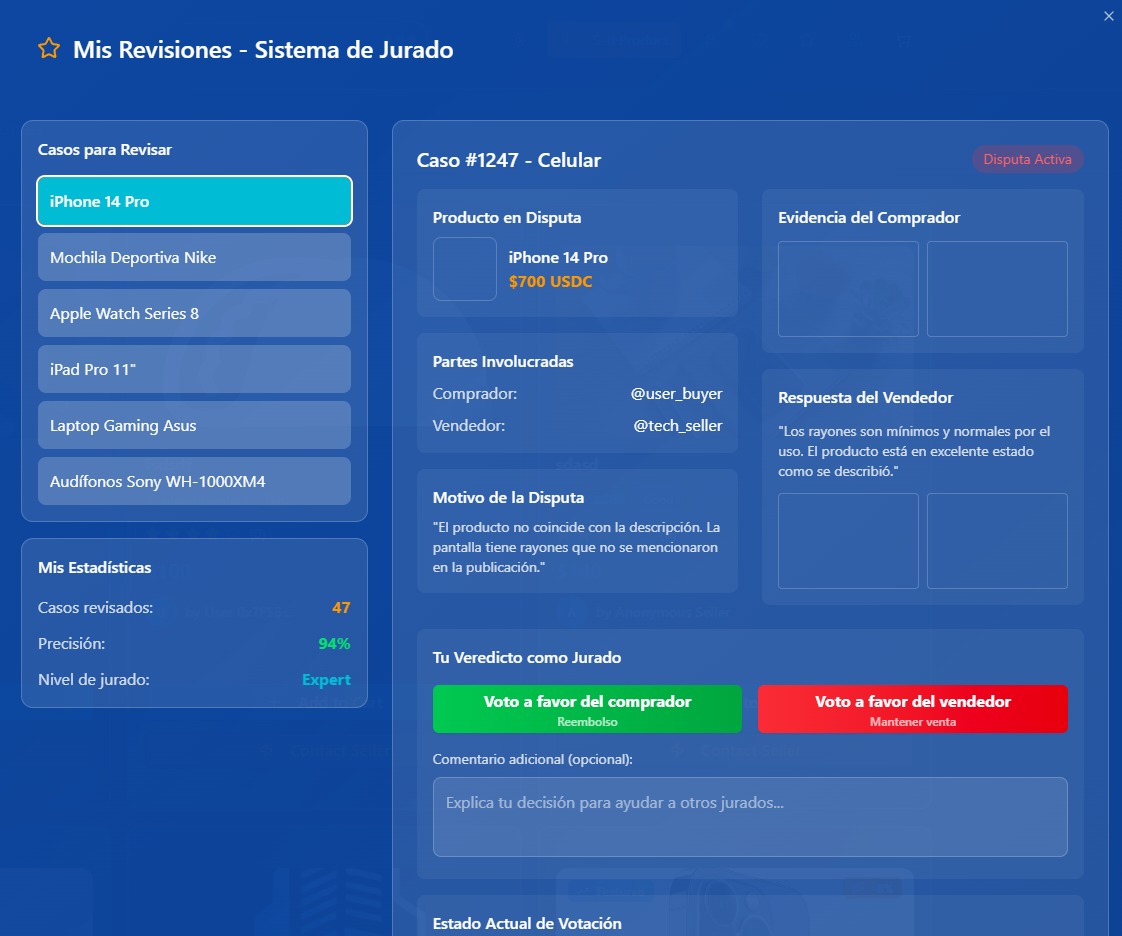 Mis Revisiones - Sistema de Jurado
Casos para Revisar
iPhone 14 Pro
Mochila Deportiva Nike
Apple Watch Series 8
iPad Pro 11"
Laptop Gaming Asus
Audífonos Sony WH-1000XM4
Mis Estadísticas
Casos revisados: 47
Precisión: 94%
Nivel de jurado: Expert
Caso #1247 - Celular
Disputa Activa
Producto en Disputa
iPhone 14 Pro
$700 USDC
Partes Involucradas
Comprador: @user_buyer
Vendedor: @tech_seller
Motivo de la Disputa
"El producto no coincide con la descripción. La
pantalla tiene rayones que no se mencionaron
en la publicación."
Evidencia del Comprador
Respuesta del Vendedor
"Los rayones son mínimos y normales por el
uso. El producto está en excelente estado
como se describió."
Tu Veredicto como Jurado
Voto a favor del comprador
Reembolso
Voto a favor del vendedor
Mantener venta
Comentario adicional (opcional):
Explica tu decisión para ayudar a otros jurados...
Estado Actual de Votación